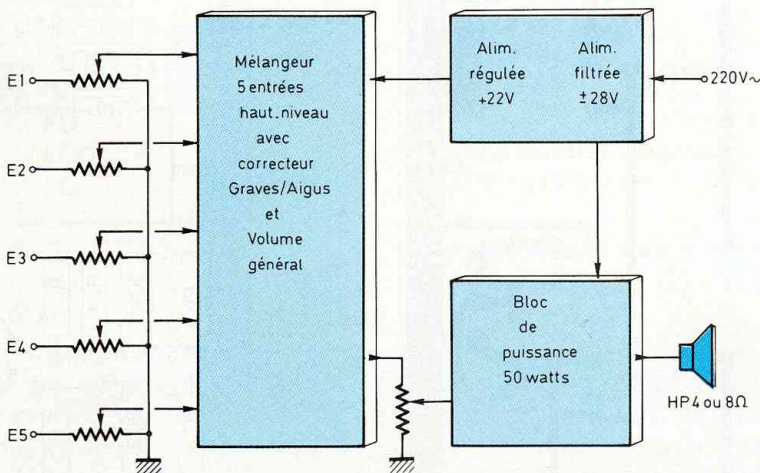 E1
E2
E3
E4
E5
Mélangeur
5 entrées
haut.niveau
avec
correcteur
Graves/Aigus
et
Volume
général
Alim.
régulée
+22V
Alim.
filtrée
±28V
220V~
Bloc
de
puissance
50 watts
HP 4 ou 8Ω